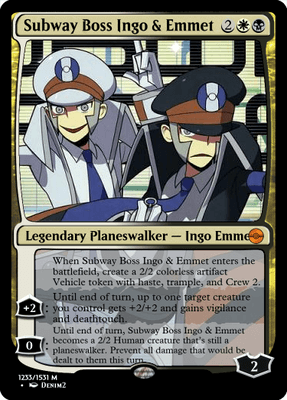 Subway Boss Ingo & Emmet 2
Legendary Planeswalker — Ingo Emme
When Subway Boss Ingo & Emmet enters the
battlefield, create a 2/2 colorless artifact
Vehicle token with haste, trample, and Crew 2.
+2 Until end of turn, up to one target creature
you control gets +2/+2 and gains vigilance
and deathtouch.
0 Until end of turn, Subway Boss Ingo & Emmet
becomes a 2/2 Human creature that's still a
planeswalker. Prevent all damage that would be
dealt to them this turn.
2
1233/1531 M
• DENIM2